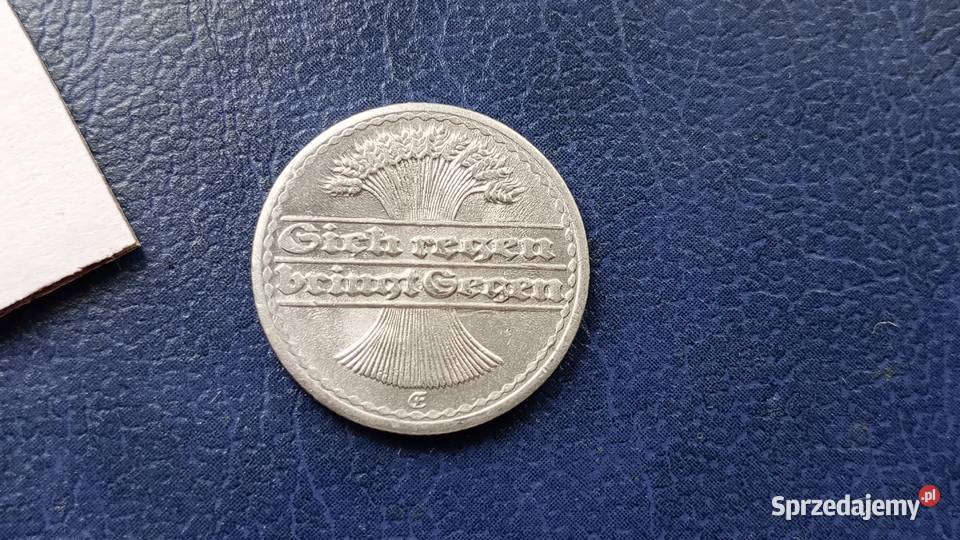 Sich regen
bringt Segen
E
Sprzedajemy.pl